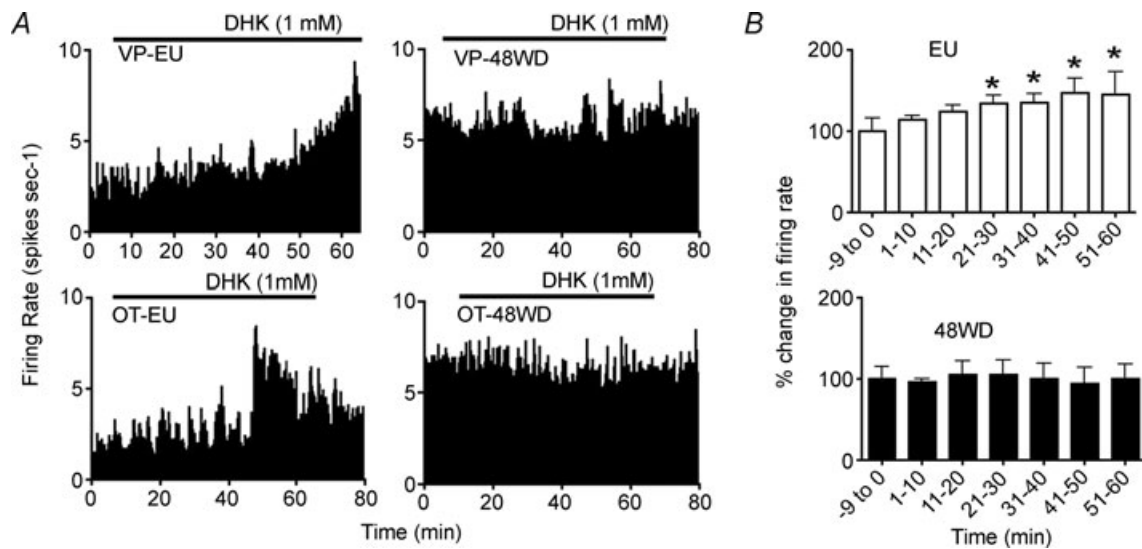 A
B
DHK (1 mM)
VP-EU
10
5
0
0 10 20 30 40 50 60
DHK (1 mM)
VP-48WD
10
5
0
0 20 40 60 80
DHK (1mM)
OT-EU
10
5
0
0 20 40 60 80
DHK (1mM)
OT-48WD
10
5
0
0 20 40 60 80
Firing Rate (spikes sec-1)
Time (min)
EU
200
100
0
* * * *
-9 to 0 1-10 11-20 21-30 31-40 41-50 51-60
48WD
200
100
0
-9 to 0 1-10 11-20 21-30 31-40 41-50 51-60
% change in firing rate
Time (min)